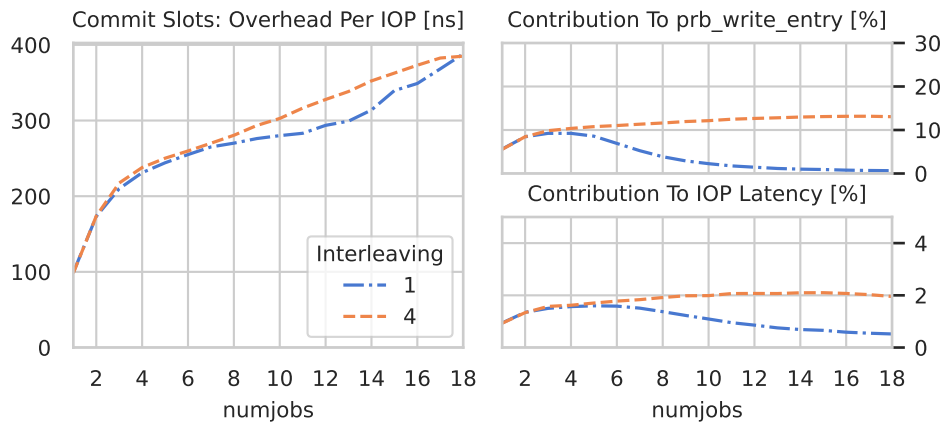 Commit Slots: Overhead Per IOP [ns]
400
300
200
100
0
2 4 6 8 10 12 14 16 18
numjobs
Interleaving
1
4
Contribution To prb_write_entry [%]
30
20
10
0
Contribution To IOP Latency [%]
4
2
0
2 4 6 8 10 12 14 16 18
numjobs